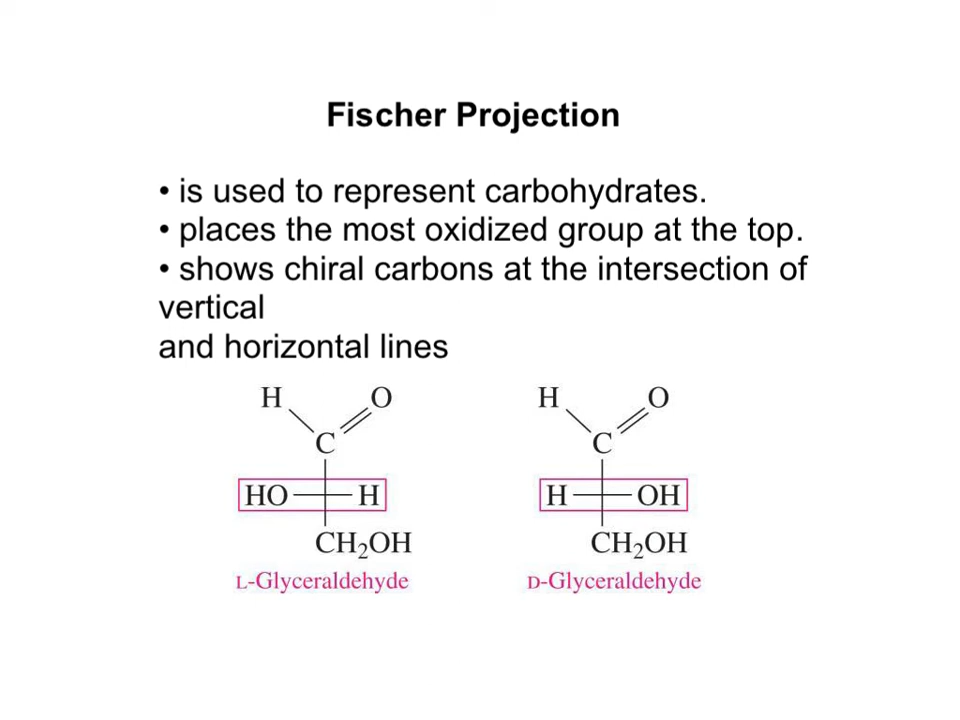 Fischer Projection
• is used to represent carbohydrates.
• places the most oxidized group at the top.
• shows chiral carbons at the intersection of
vertical
and horizontal lines
H O H O
C C
HO H H OH
CH₂OH CH₂OH
L-Glyceraldehyde D-Glyceraldehyde